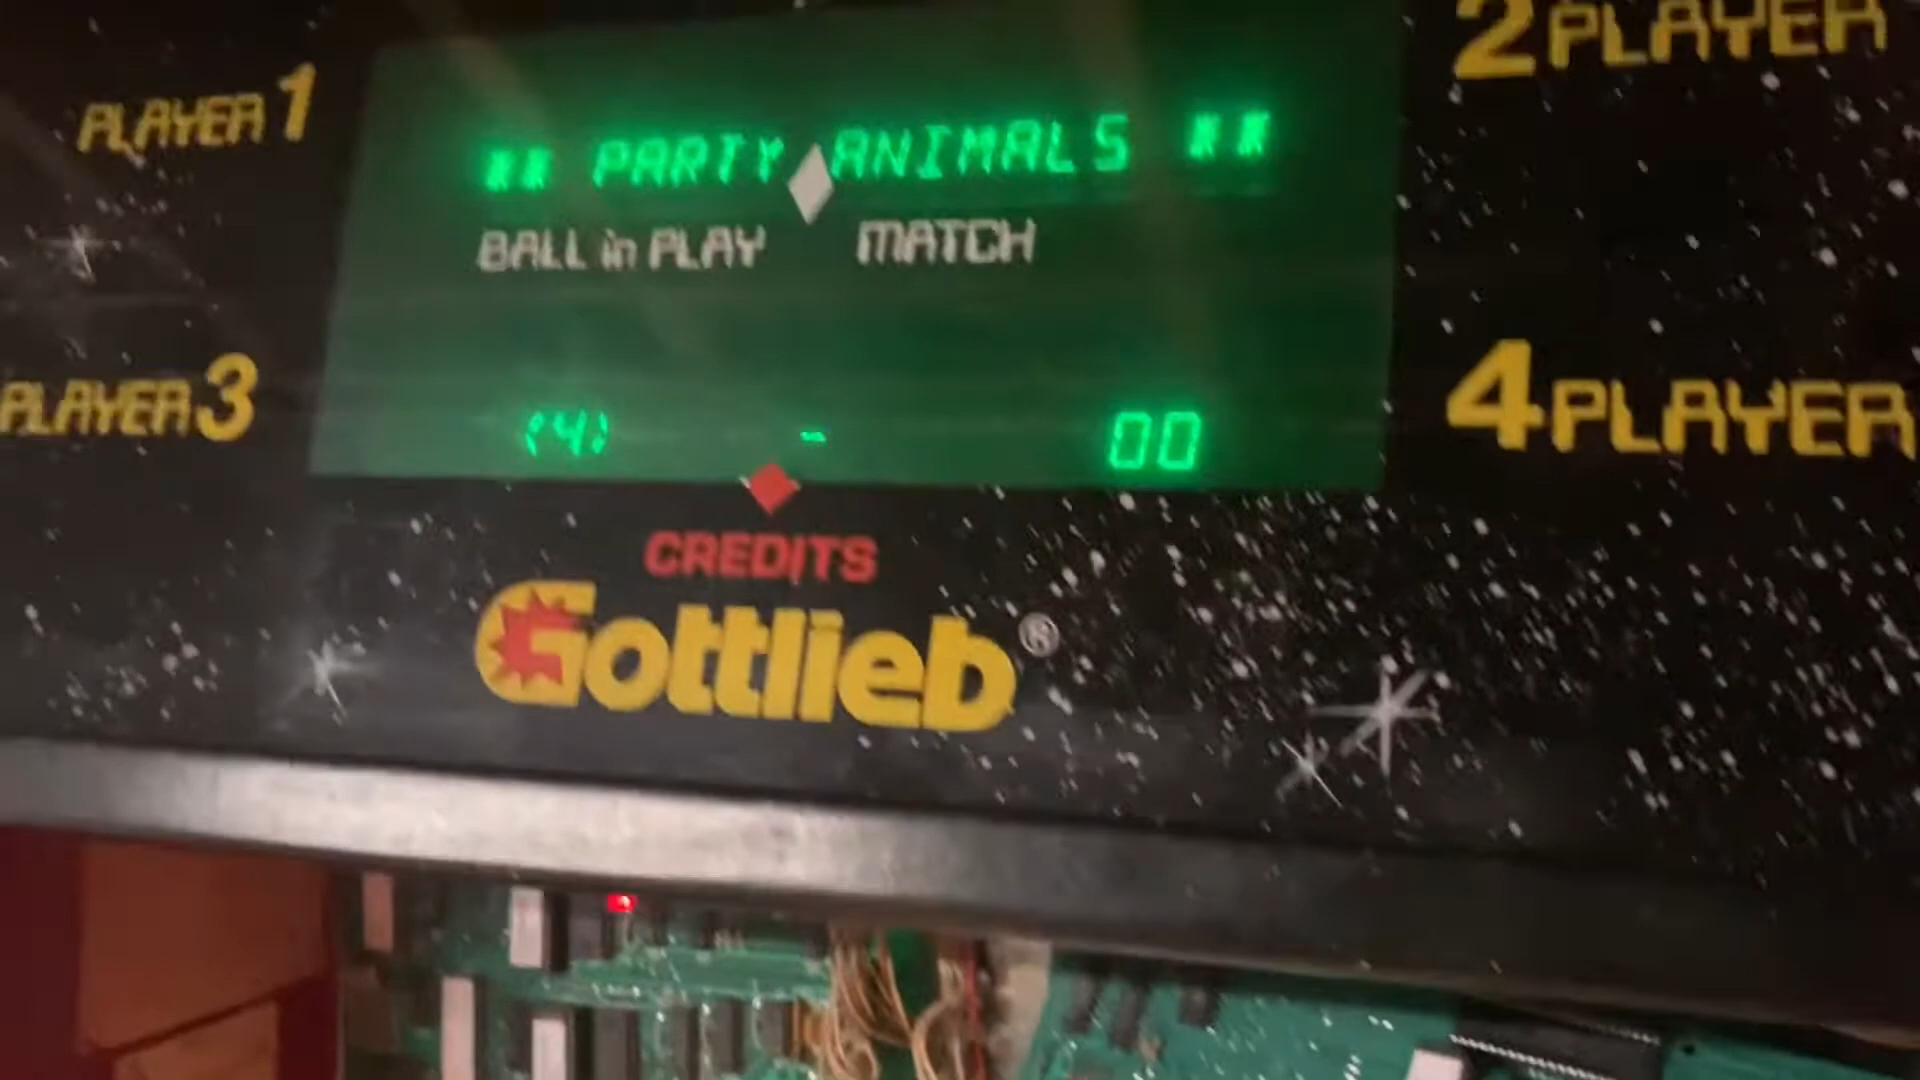 PLAYER 1
2 PLAYER
** PARTY ANIMALS **
BALL in PLAY MATCH
PLAYER 3
4 PLAYER
(4) - 00
CREDITS
Gottlieb®